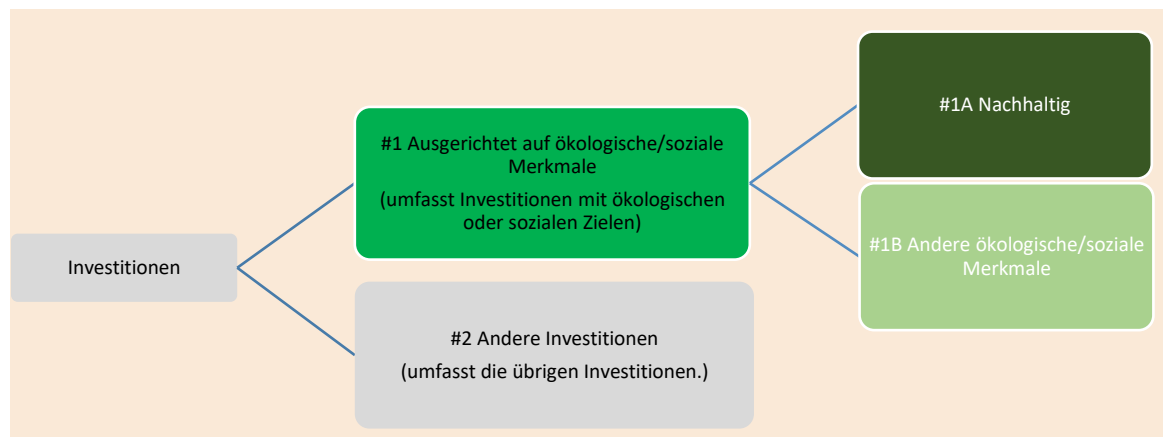 Investitionen
#1 Ausgerichtet auf ökologische/soziale
Merkmale
(umfasst Investitionen mit ökologischen
oder sozialen Zielen)
#2 Andere Investitionen
(umfasst die übrigen Investitionen.)
#1A Nachhaltig
#1B Andere ökologische/soziale
Merkmale